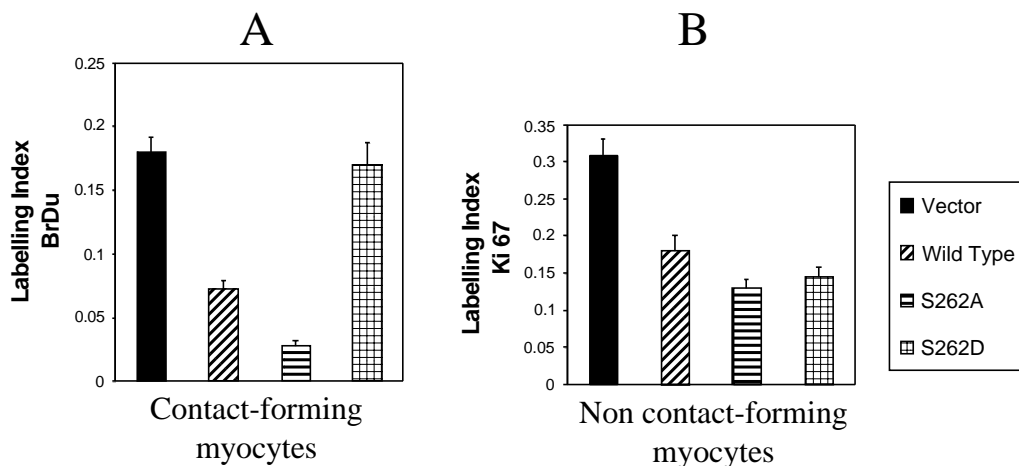 A
B
Labelling Index
BrDu
0.25
0.2
0.15
0.1
0.05
0
Contact-forming
myocytes
Labelling Index
Ki 67
0.35
0.3
0.25
0.2
0.15
0.1
0.05
0
Non contact-forming
myocytes
Vector
Wild Type
S262A
S262D